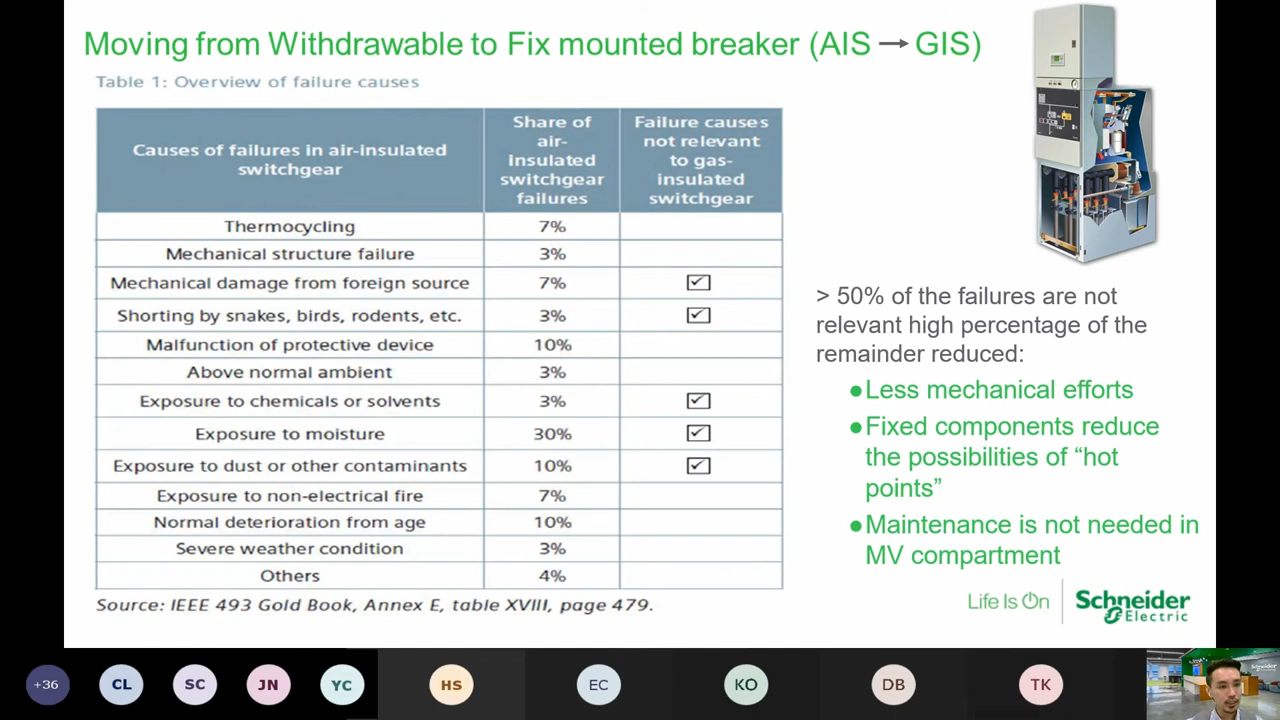 Moving from Withdrawable to Fix mounted breaker (AIS → GIS)
Table 1: Overview of failure causes
Causes of failures in air-insulated switchgear | Share of air-insulated switchgear failures | Failure causes not relevant to gas-insulated switchgear
Thermocycling 7%
Mechanical structure failure 3%
Mechanical damage from foreign source 7% ☑
Shorting by snakes, birds, rodents, etc. 3% ☑
Malfunction of protective device 10%
Above normal ambient 3%
Exposure to chemicals or solvents 3% ☑
Exposure to moisture 30% ☑
Exposure to dust or other contaminants 10% ☑
Exposure to non-electrical fire 7%
Normal deterioration from age 10%
Severe weather condition 3%
Others 4%
Source: IEEE 493 Gold Book, Annex E, table XVIII, page 479.
> 50% of the failures are not
relevant high percentage of the
remainder reduced:
●Less mechanical efforts
●Fixed components reduce
the possibilities of “hot
points”
●Maintenance is not needed in
MV compartment
Life Is On
Schneider
Electric
+36 CL SC JN YC HS EC KO DB TK
Schneider